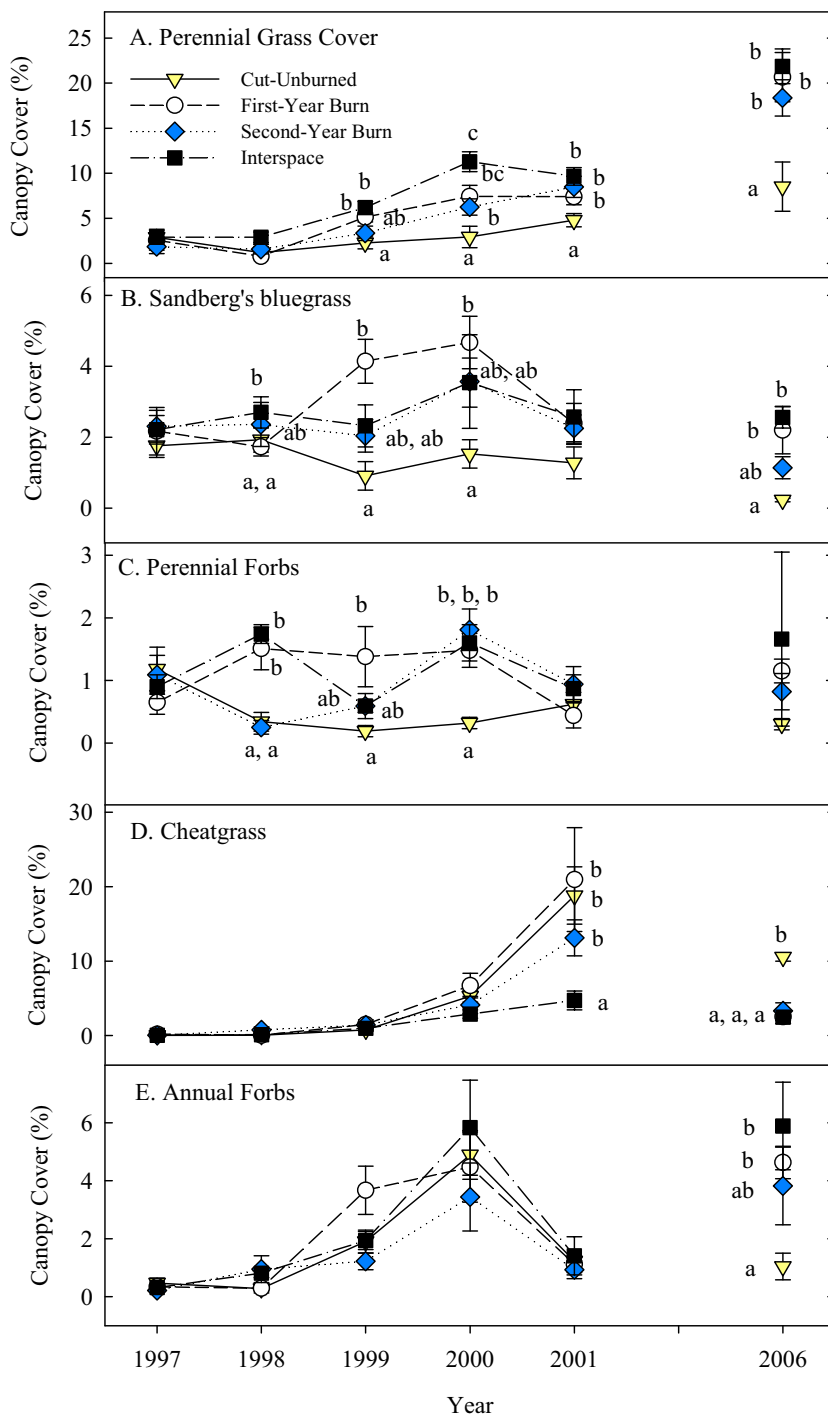 A. Perennial Grass Cover
Cut-Unburned
First-Year Burn
Second-Year Burn
Interspace
Canopy Cover (%)
25
20
15
10
5
0
b
b
ab
a
c
bc
b
a
b
b
b
a
b
b
b
a
B. Sandberg's bluegrass
Canopy Cover (%)
6
4
2
0
b
ab
a, a
b
ab, ab
a
b
ab, ab
a
b
b
ab
a
C. Perennial Forbs
Canopy Cover (%)
3
2
1
0
b
b
a, a
b
ab
ab
a
b, b, b
a
D. Cheatgrass
Canopy Cover (%)
30
20
10
0
b
b
b
a
b
a, a, a
E. Annual Forbs
Canopy Cover (%)
6
4
2
0
b
b
ab
a
1997 1998 1999 2000 2001 2006
Year